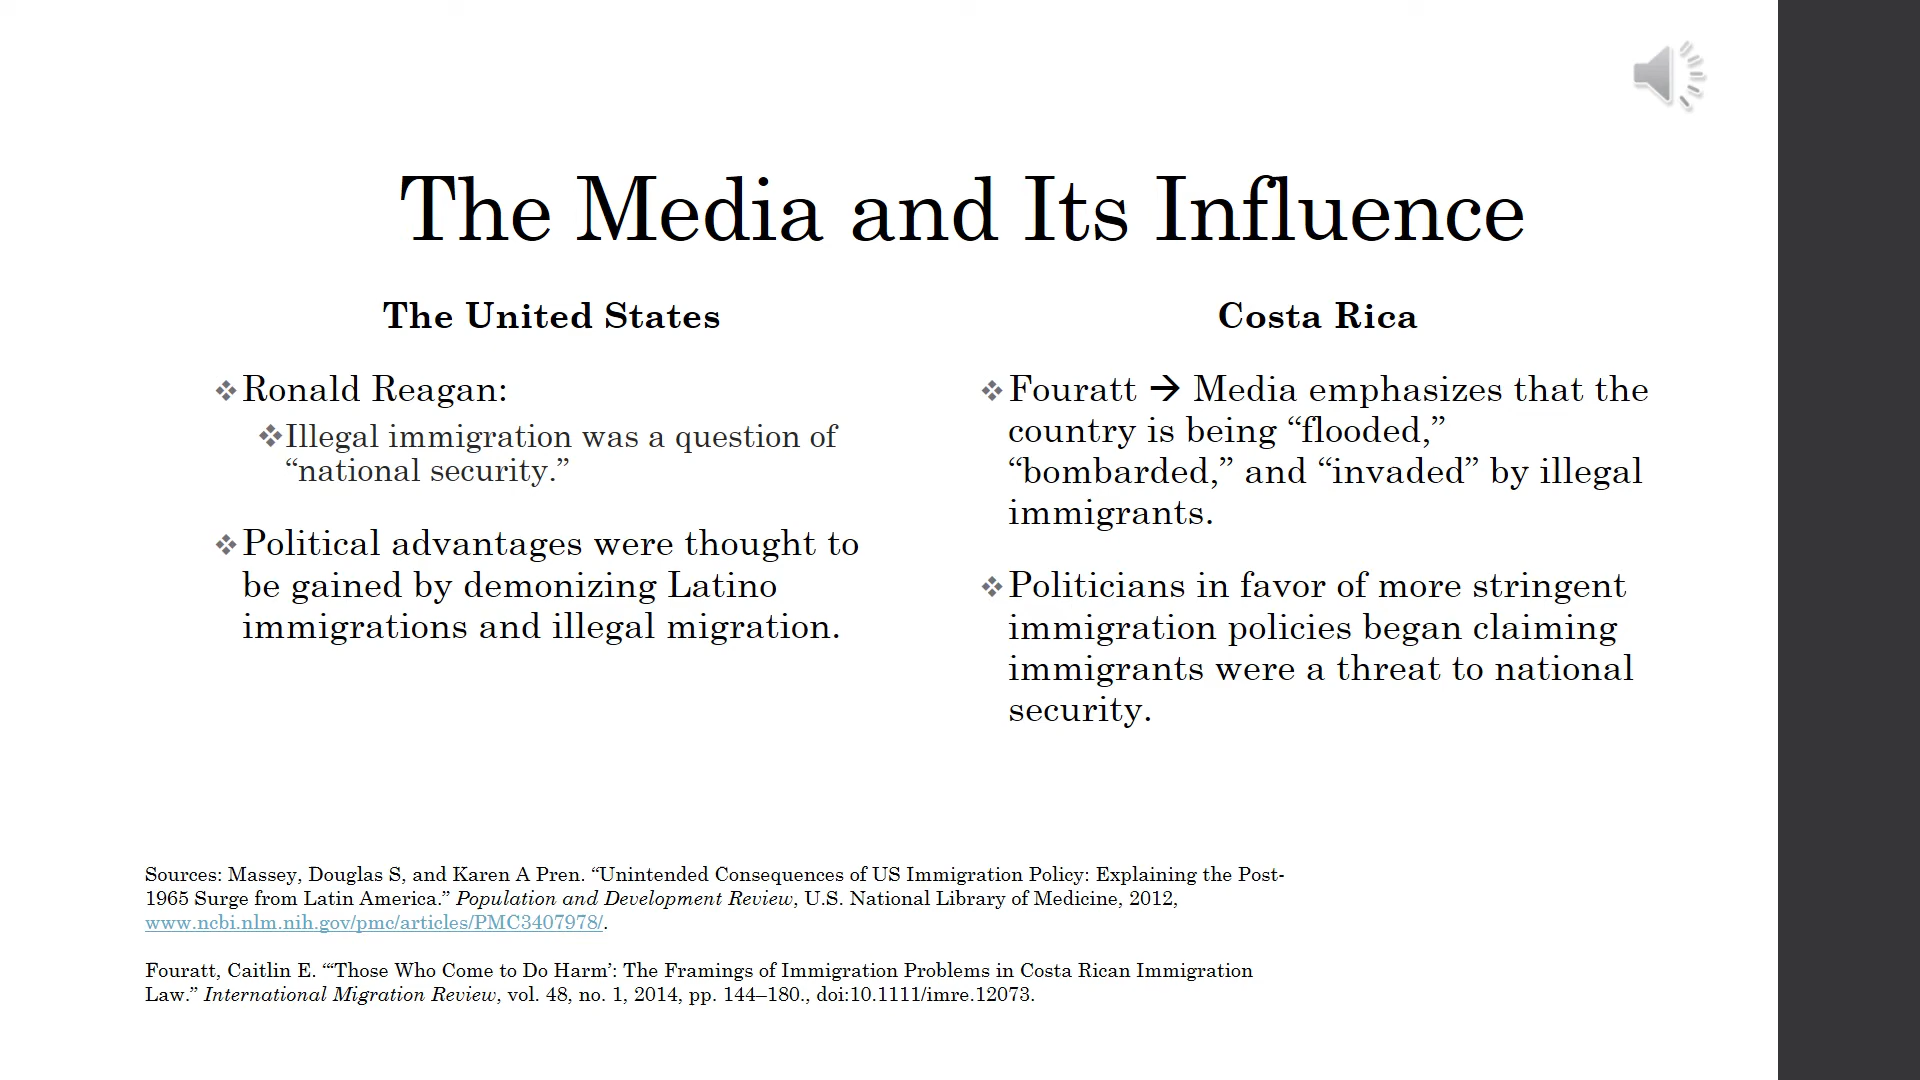 The Media and Its Influence
The United States
❖Ronald Reagan:
❖Illegal immigration was a question of
“national security.”
❖Political advantages were thought to
be gained by demonizing Latino
immigrations and illegal migration.
Costa Rica
❖Fouratt → Media emphasizes that the
country is being “flooded,”
“bombarded,” and “invaded” by illegal
immigrants.
❖Politicians in favor of more stringent
immigration policies began claiming
immigrants were a threat to national
security.
Sources: Massey, Douglas S, and Karen A Pren. “Unintended Consequences of US Immigration Policy: Explaining the Post-
1965 Surge from Latin America.” Population and Development Review, U.S. National Library of Medicine, 2012,
www.ncbi.nlm.nih.gov/pmc/articles/PMC3407978/.
Fouratt, Caitlin E. “‘Those Who Come to Do Harm’: The Framings of Immigration Problems in Costa Rican Immigration
Law.” International Migration Review, vol. 48, no. 1, 2014, pp. 144–180., doi:10.1111/imre.12073.